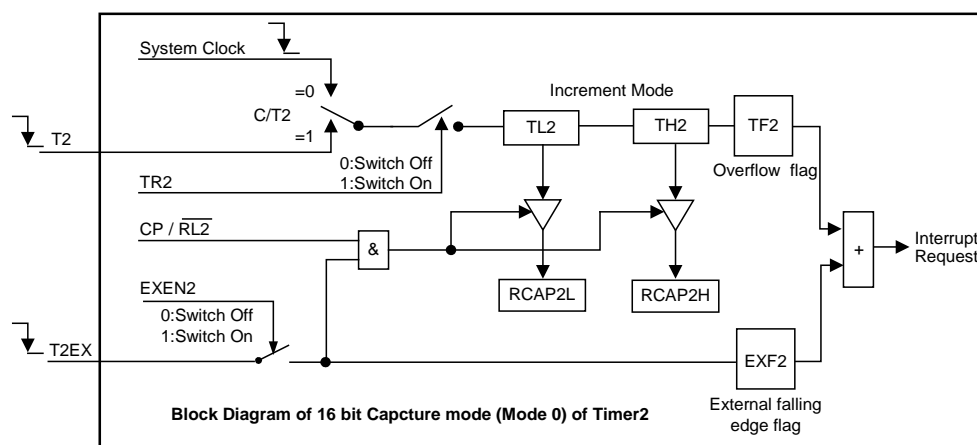 System Clock
=0
C/T2
=1
T2
Increment Mode
TL2
TH2
TF2
Overflow flag
0:Switch Off
1:Switch On
TR2
CP / RL2
&
+
Interrupt
Request
RCAP2L
RCAP2H
EXEN2
0:Switch Off
1:Switch On
T2EX
EXF2
External falling
edge flag
Block Diagram of 16 bit Capcture mode (Mode 0) of Timer2